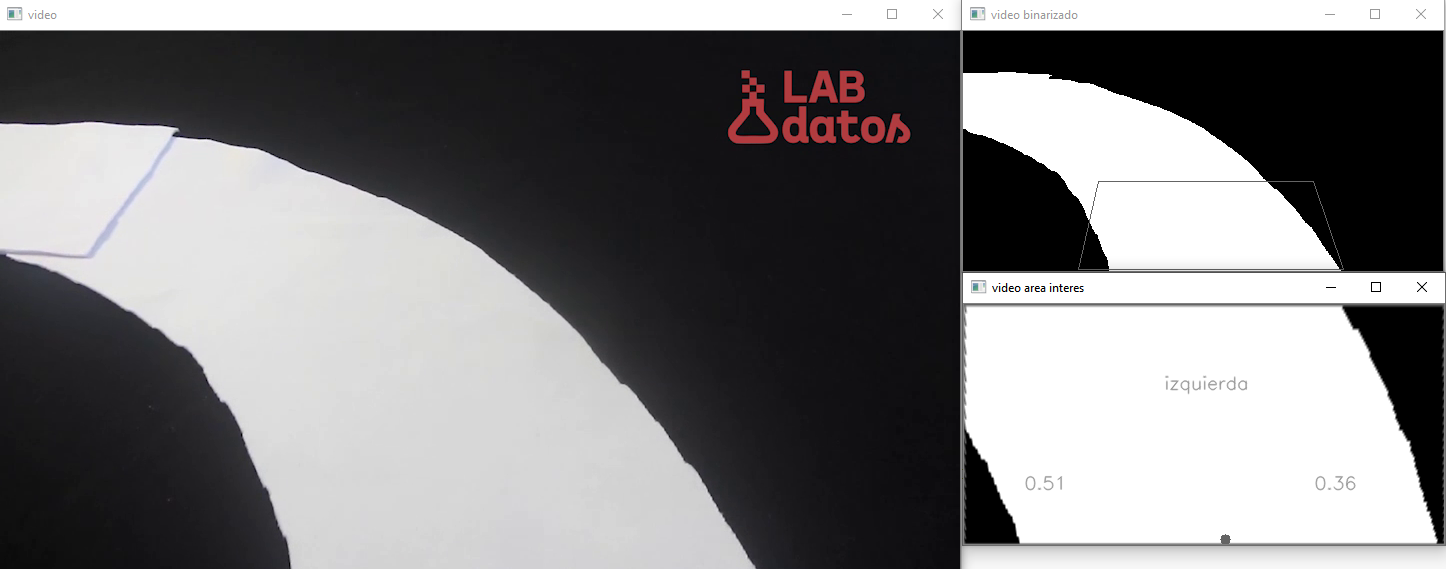 video
LAB
datos
video binarizado
video area interes
izquierda
0.51
0.36